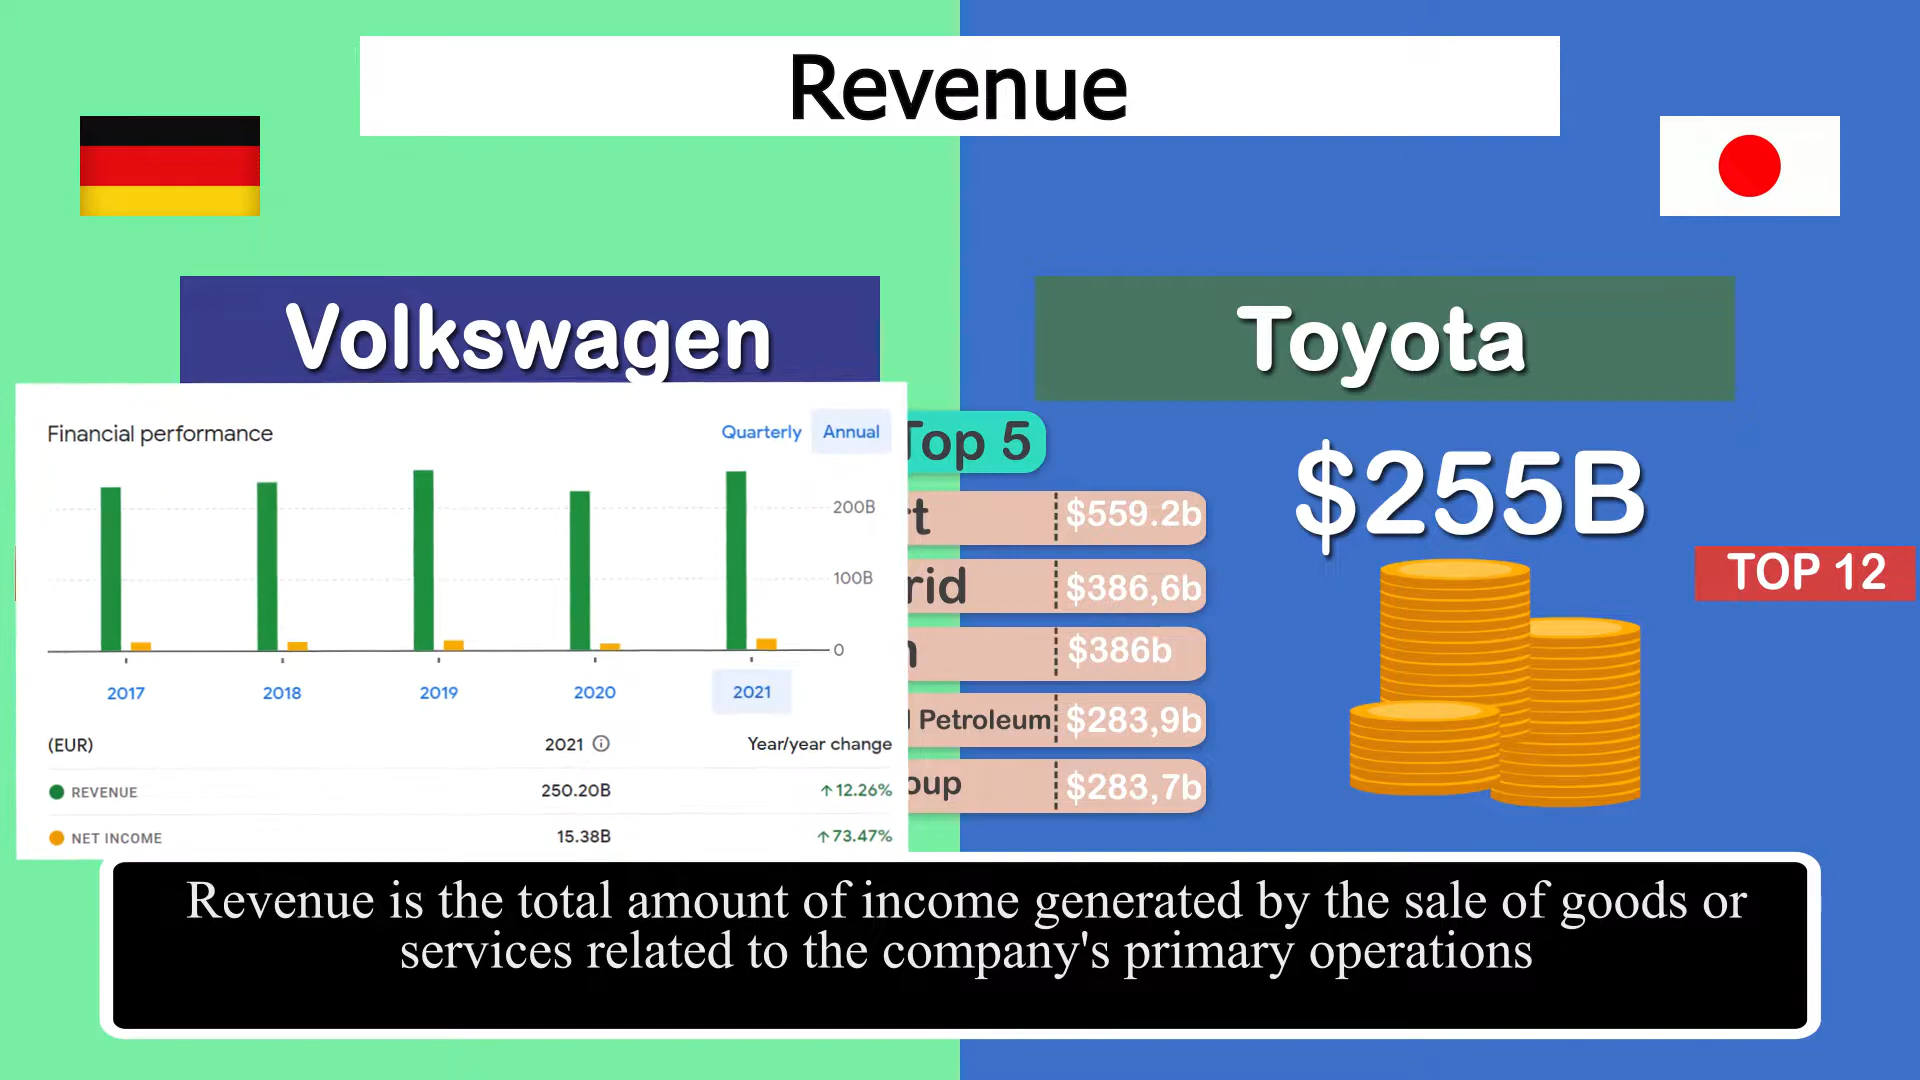 Revenue
Volkswagen
Toyota
Financial performance
Quarterly
Annual
200B
100B
0
2017
2018
2019
2020
2021
(EUR)
2021
Year/year change
REVENUE
250.20B
↑12.26%
NET INCOME
15.38B
↑73.47%
Top 5
$559.2b
$386,6b
$386b
Petroleum
$283,9b
$283,7b
$255B
TOP 12
Revenue is the total amount of income generated by the sale of goods or
services related to the company's primary operations